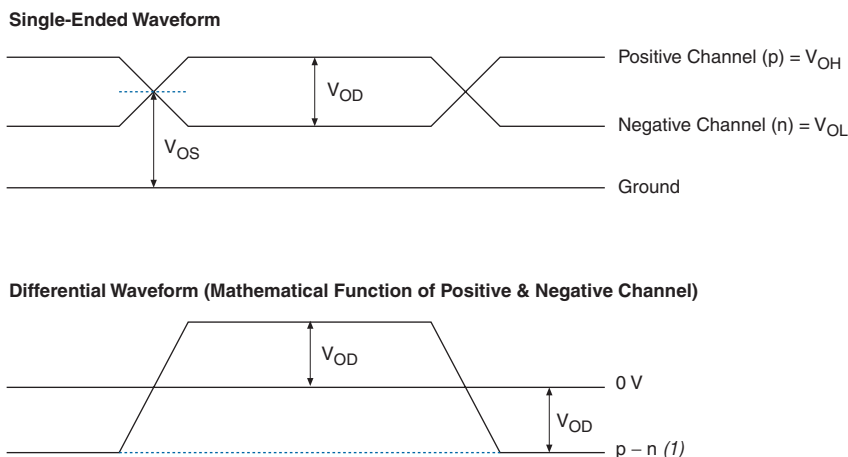 Single-Ended Waveform
Positive Channel (p) = VOH
VOD
Negative Channel (n) = VOL
VOS
Ground
Differential Waveform (Mathematical Function of Positive & Negative Channel)
VOD
0 V
VOD
p – n (1)